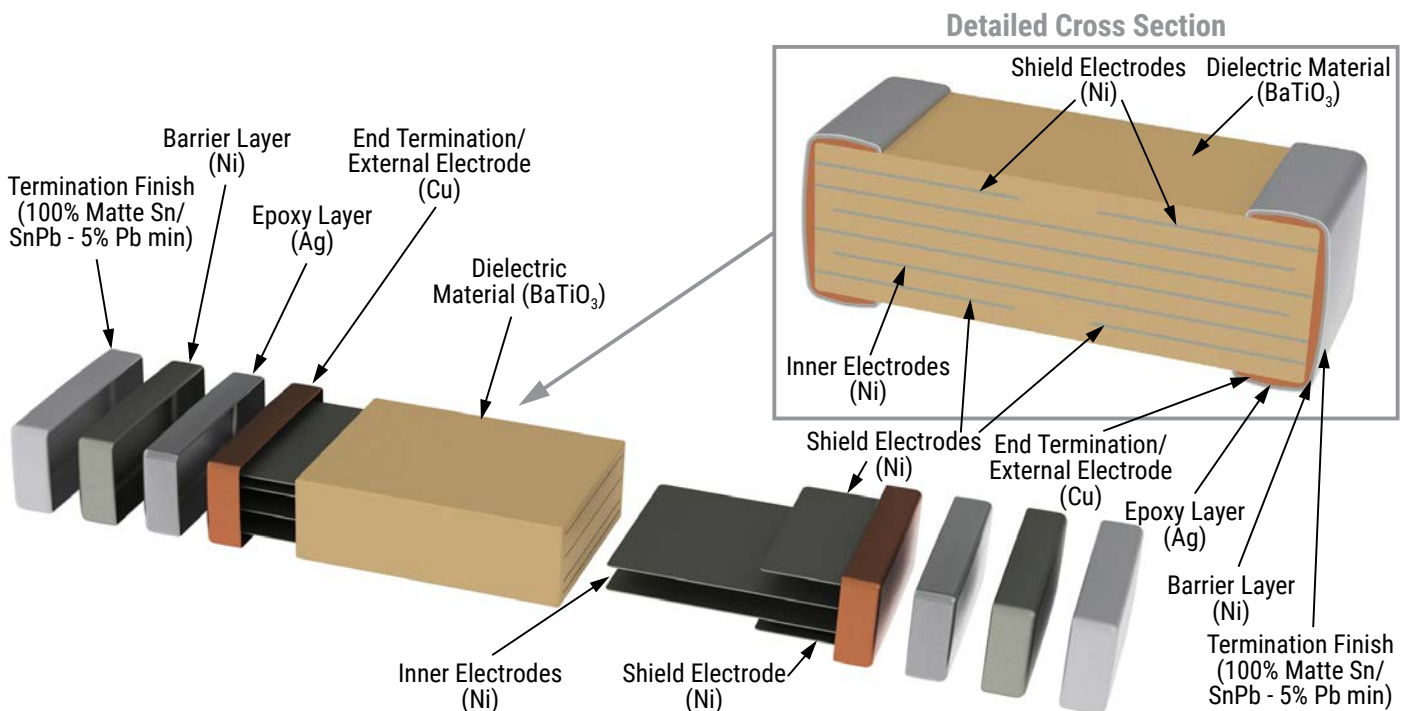 Detailed Cross Section
Shield Electrodes
(Ni)
Dielectric Material
(BaTiO₃)
Barrier Layer
(Ni)
End Termination/
External Electrode
(Cu)
Termination Finish
(100% Matte Sn/
SnPb - 5% Pb min)
Epoxy Layer
(Ag)
Dielectric
Material (BaTiO₃)
Inner Electrodes
(Ni)
Shield Electrodes
(Ni)
End Termination/
External Electrode
(Cu)
Epoxy Layer
(Ag)
Barrier Layer
(Ni)
Termination Finish
(100% Matte Sn/
SnPb - 5% Pb min)
Inner Electrodes
(Ni)
Shield Electrode
(Ni)